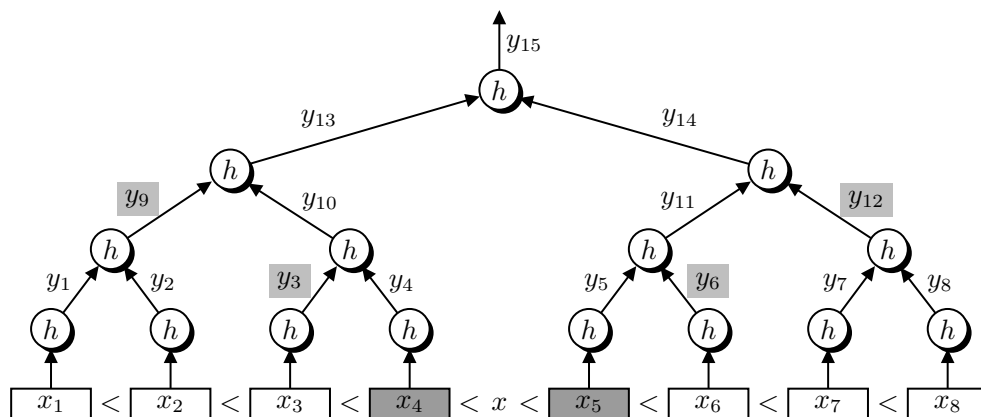 y₁₅
h
y₁₃ y₁₄
h h
y₉ y₁₀ y₁₁ y₁₂
h h h h
y₁ y₂ y₃ y₄ y₅ y₆ y₇ y₈
h h h h h h h h
x₁ < x₂ < x₃ < x₄ < x < x₅ < x₆ < x₇ < x₈